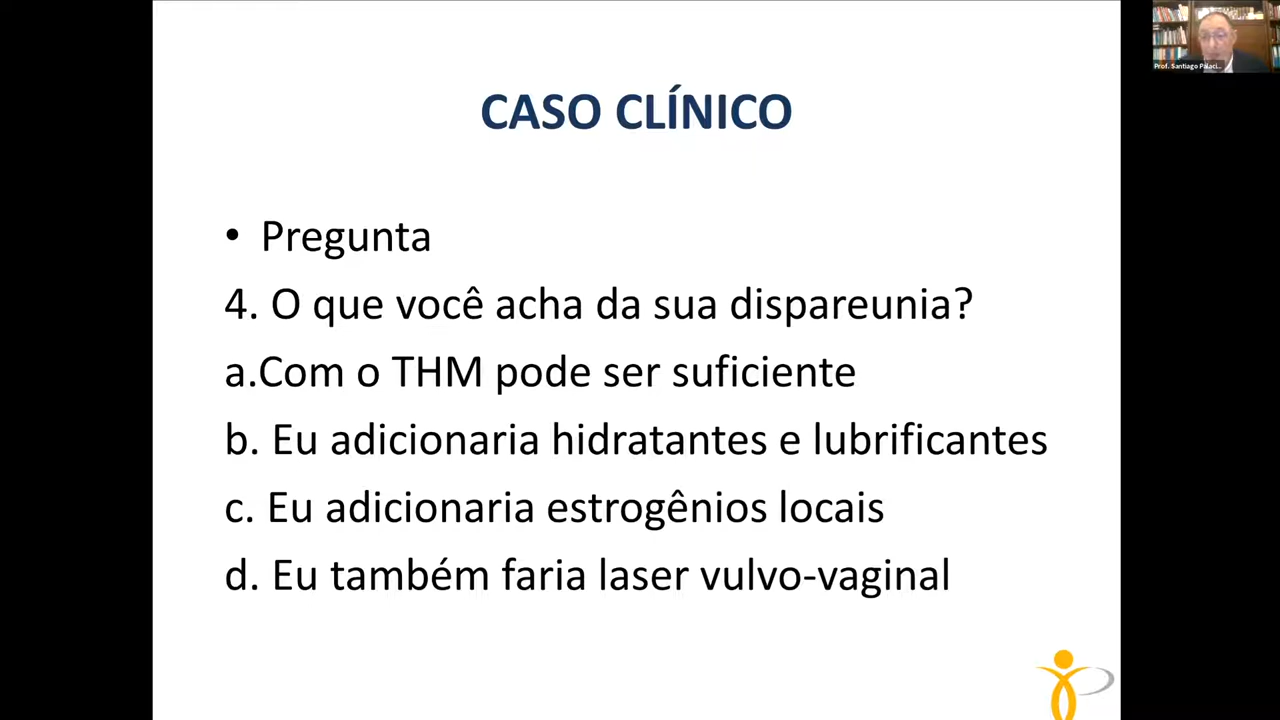 CASO CLÍNICO
• Pregunta
4. O que você acha da sua dispareunia?
a.Com o THM pode ser suficiente
b. Eu adicionaria hidratantes e lubrificantes
c. Eu adicionaria estrogênios locais
d. Eu também faria laser vulvo-vaginal
Prof. Santiago Palaci...